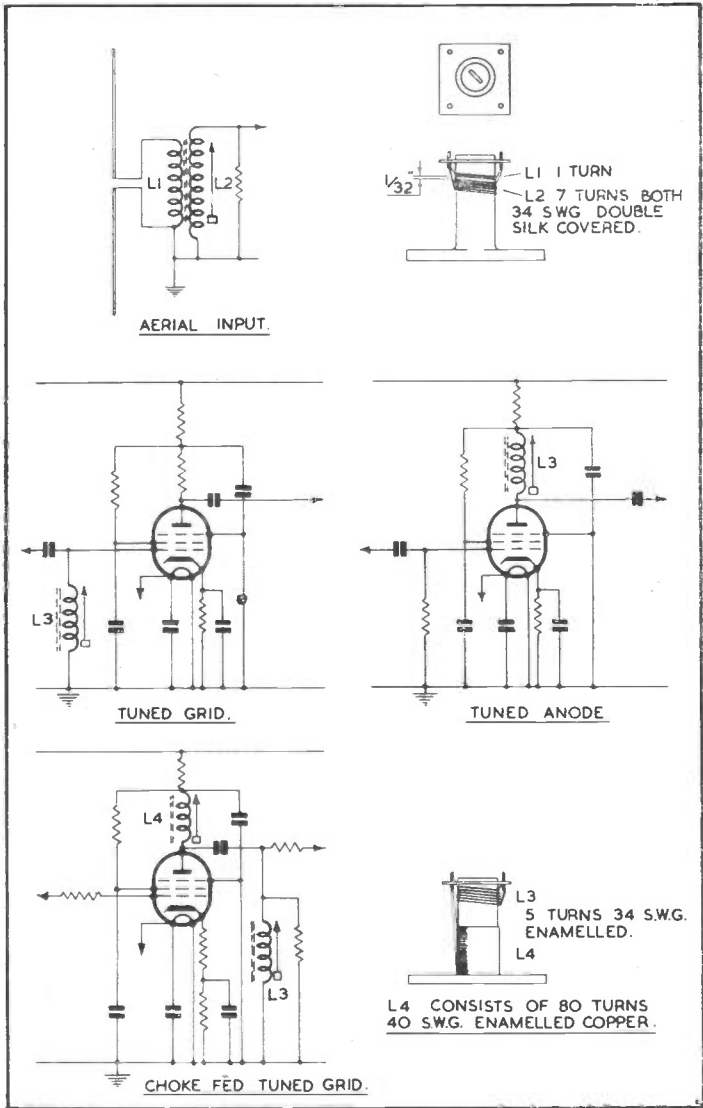 L1
L2
AERIAL INPUT.
1/32"
L1 1 TURN
L2 7 TURNS BOTH
34 SWG DOUBLE
SILK COVERED.
L3
TUNED GRID.
L3
TUNED ANODE
L4
L3
CHOKE FED TUNED GRID.
L3
5 TURNS 34 S.W.G.
ENAMELLED.
L4
L4 CONSISTS OF 80 TURNS
40 S.W.G. ENAMELLED COPPER.